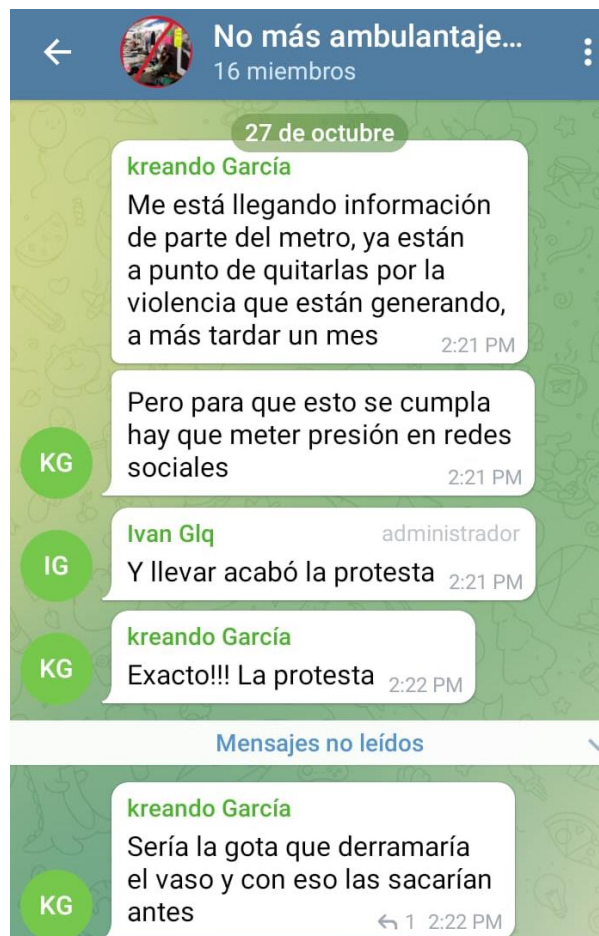 No más ambulantaje...
16 miembros
27 de octubre
kreando García
Me está llegando información
de parte del metro, ya están
a punto de quitarlas por la
violencia que están generando,
a más tardar un mes 2:21 PM
Pero para que esto se cumpla
hay que meter presión en redes
sociales 2:21 PM
KG
Ivan Glq administrador
IG
Y llevar acabó la protesta 2:21 PM
kreando García
KG
Exacto!!! La protesta 2:22 PM
Mensajes no leídos
kreando García
Sería la gota que derramaría
el vaso y con eso las sacarían
KG
antes 1 2:22 PM